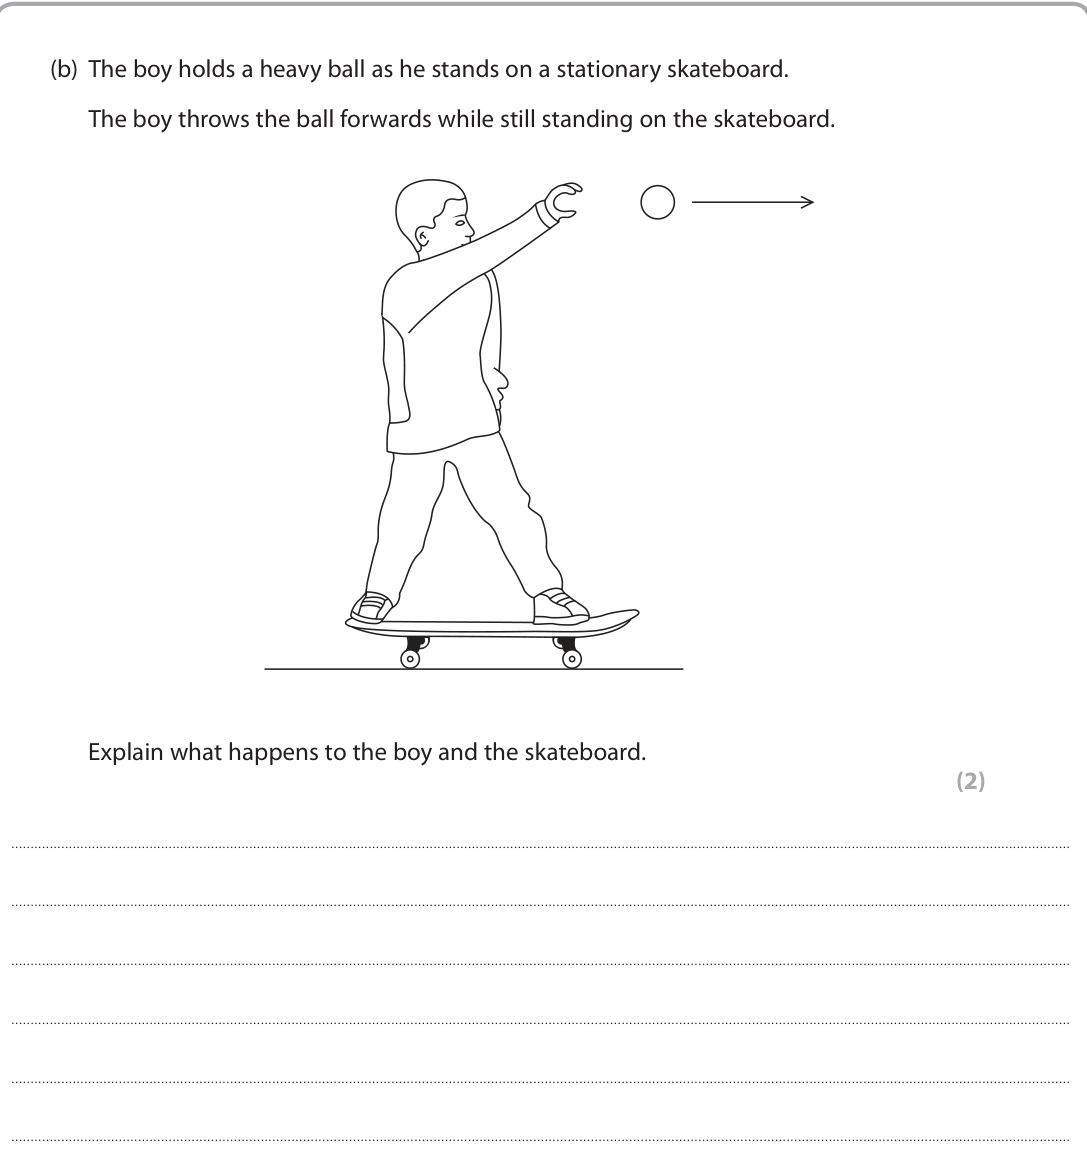 (b) The boy holds a heavy ball as he stands on a stationary skateboard.
The boy throws the ball forwards while still standing on the skateboard.
Explain what happens to the boy and the skateboard.
(2)